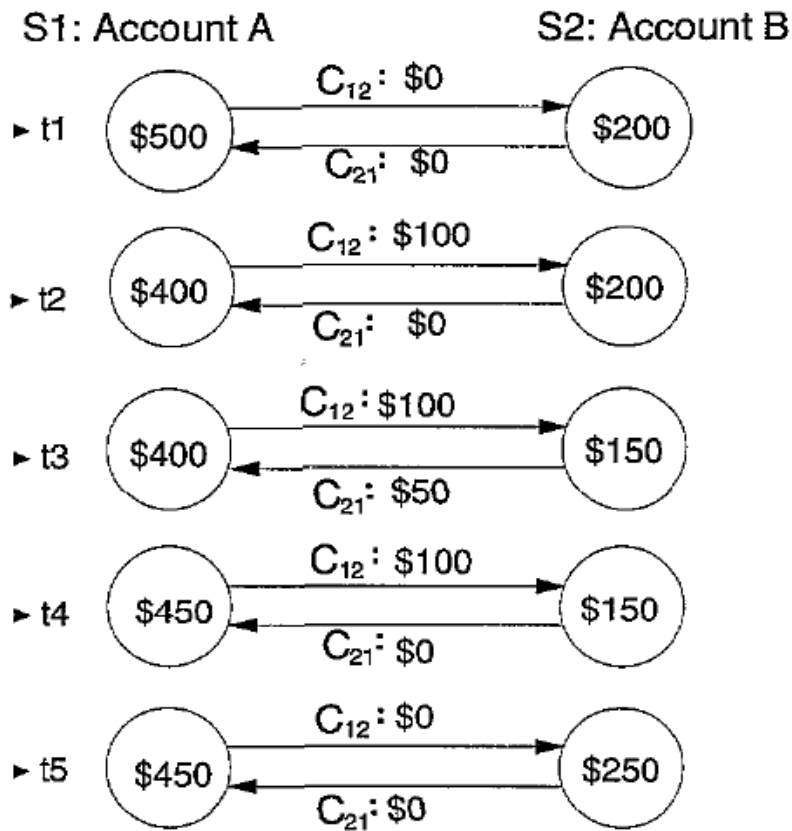 S1: Account A S2: Account B
C12: $0
► t1 $500 $200
C21: $0
C12: $100
► t2 $400 $200
C21: $0
C12: $100
► t3 $400 $150
C21: $50
C12: $100
► t4 $450 $150
C21: $0
C12: $0
► t5 $450 $250
C21: $0